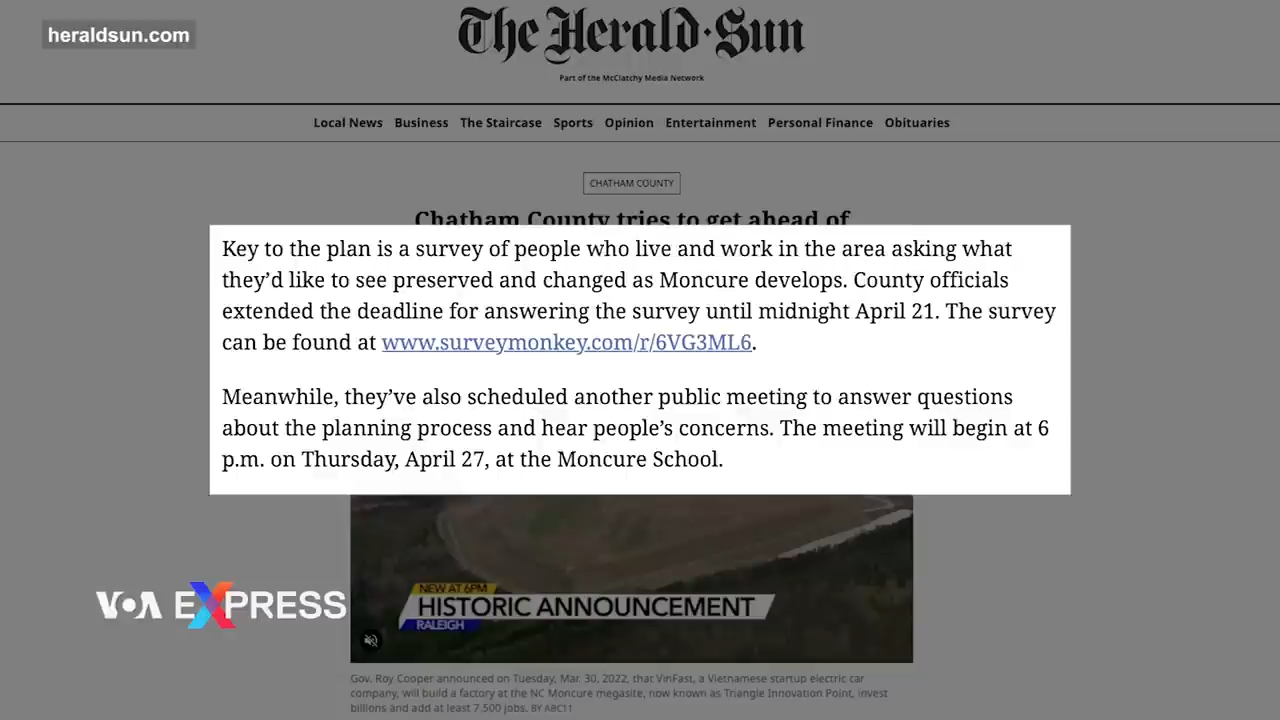 heraldsun.com
The Herald·Sun
Part of the McClatchy Media Network
Local News Business The Staircase Sports Opinion Entertainment Personal Finance Obituaries
CHATHAM COUNTY
Chatham County tries to get ahead of
Key to the plan is a survey of people who live and work in the area asking what
they’d like to see preserved and changed as Moncure develops. County officials
extended the deadline for answering the survey until midnight April 21. The survey
can be found at www.surveymonkey.com/r/6VG3ML6.
Meanwhile, they’ve also scheduled another public meeting to answer questions
about the planning process and hear people’s concerns. The meeting will begin at 6
p.m. on Thursday, April 27, at the Moncure School.
NEW AT 6PM
HISTORIC ANNOUNCEMENT
RALEIGH
VOA EXPRESS
Gov. Roy Cooper announced on Tuesday, Mar. 30, 2022, that VinFast, a Vietnamese startup electric car
company, will build a factory at the NC Moncure megasite, now known as Triangle Innovation Point, invest
billions and add at least 7,500 jobs. BY ABC11